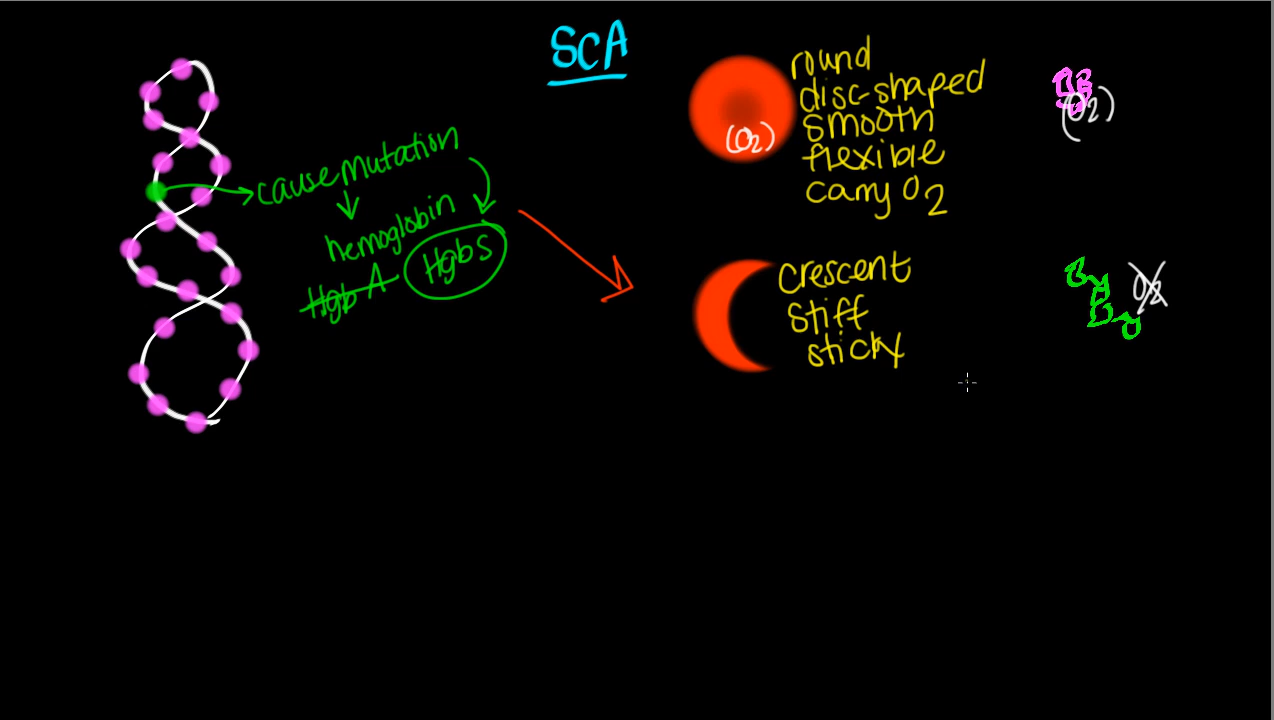 SCA
cause mutation
hemoglobin
Hgb A
Hgb S
(O2)
round
disc-shaped
smooth
flexible
carry O2
(O2)
crescent
stiff
sticky
O2